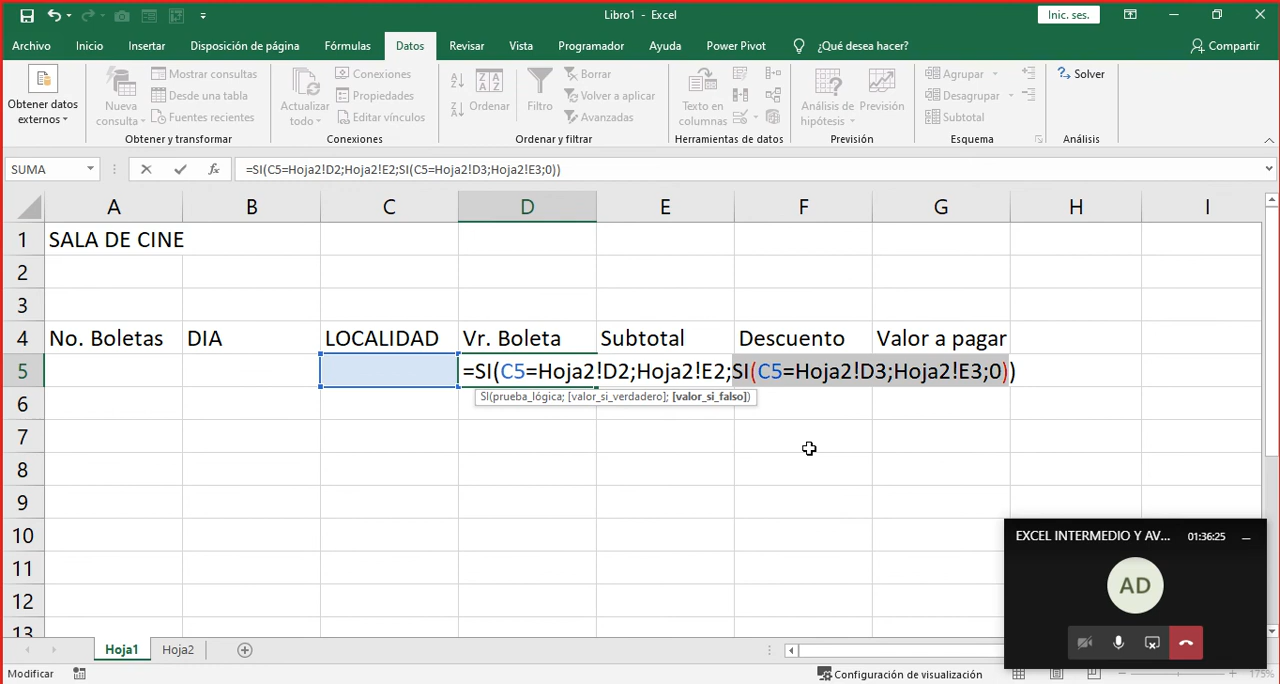 Libro1 - Excel
Inic. ses.
Archivo Inicio Insertar Disposición de página Fórmulas Datos Revisar Vista Programador Ayuda Power Pivot ¿Qué desea hacer? Compartir
Obtener datos externos
Nueva consulta
Mostrar consultas
Desde una tabla
Fuentes recientes
Obtener y transformar
Actualizar todo
Conexiones
Propiedades
Editar vínculos
Conexiones
Ordenar
Filtro
Borrar
Volver a aplicar
Avanzadas
Ordenar y filtrar
Texto en columnas
Herramientas de datos
Análisis de hipótesis
Previsión
Previsión
Agrupar
Desagrupar
Subtotal
Esquema
Solver
Análisis
SUMA fx =SI(C5=Hoja2!D2;Hoja2!E2;SI(C5=Hoja2!D3;Hoja2!E3;0))
A B C D E F G H I
1 SALA DE CINE
2
3
4 No. Boletas DIA LOCALIDAD Vr. Boleta Subtotal Descuento Valor a pagar
5 =SI(C5=Hoja2!D2;Hoja2!E2;SI(C5=Hoja2!D3;Hoja2!E3;0))
SI(prueba_lógica; [valor_si_verdadero]; [valor_si_falso])
6
7
8
9
10
11
12
13
EXCEL INTERMEDIO Y AV... 01:36:25
AD
Hoja1 Hoja2
Modificar Configuración de visualización 175%